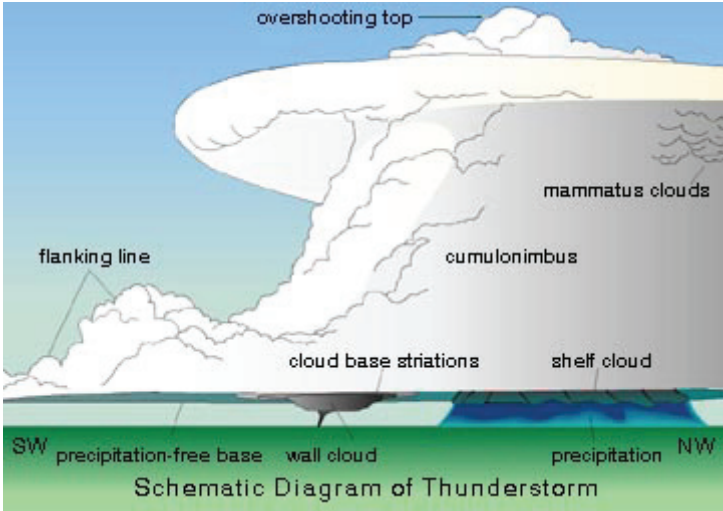 overshooting top
mammatus clouds
flanking line
cumulonimbus
cloud base striations
shelf cloud
SW
precipitation-free base
wall cloud
precipitation
NW
Schematic Diagram of Thunderstorm